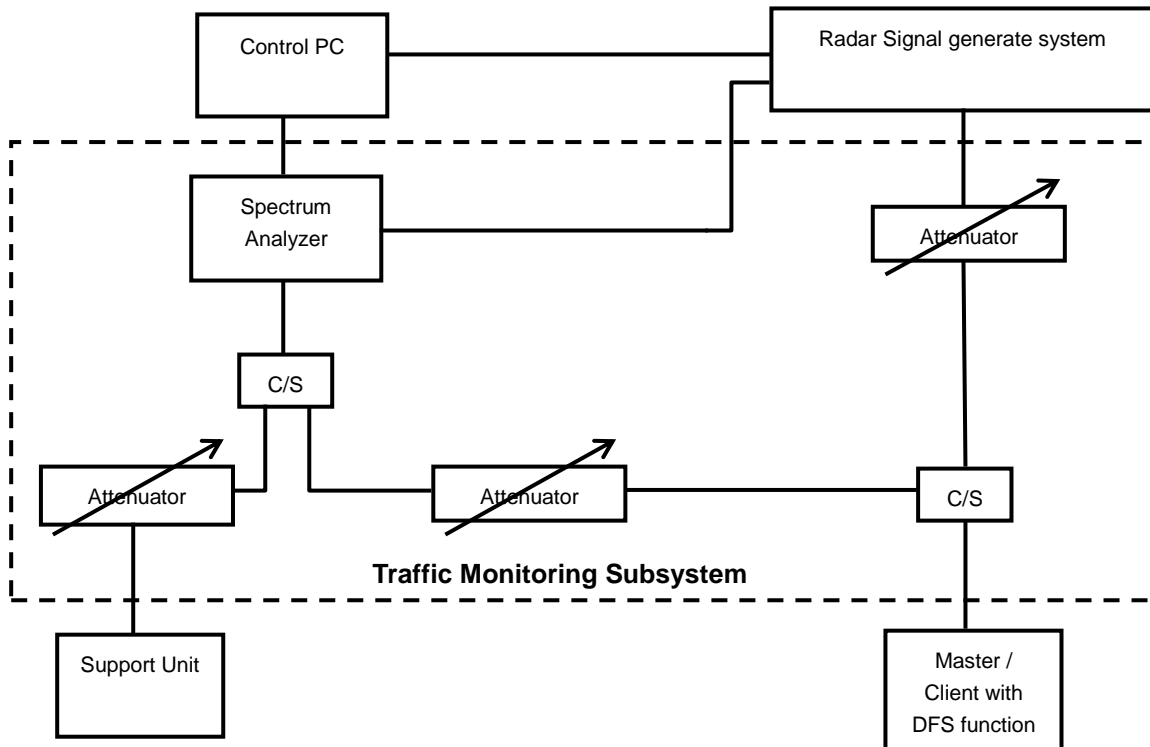 Control PC
Radar Signal generate system
Spectrum
Analyzer
Attenuator
C/S
Attenuator
Attenuator
C/S
Traffic Monitoring Subsystem
Support Unit
Master /
Client with
DFS function